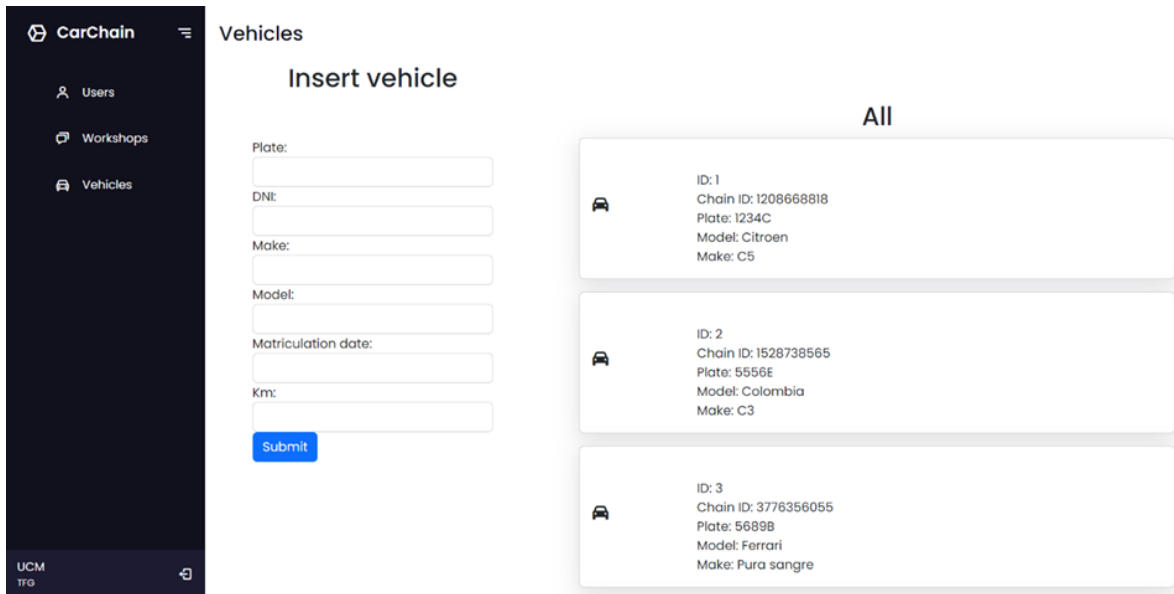 CarChain
Users
Workshops
Vehicles
UCM
TFG
Vehicles
Insert vehicle
Plate:
DNI:
Make:
Model:
Matriculation date:
Km:
Submit
All
ID: 1
Chain ID: 1208668818
Plate: 1234C
Model: Citroen
Make: C5
ID: 2
Chain ID: 1528738565
Plate: 5556E
Model: Colombia
Make: C3
ID: 3
Chain ID: 3776356055
Plate: 5689B
Model: Ferrari
Make: Pura sangre